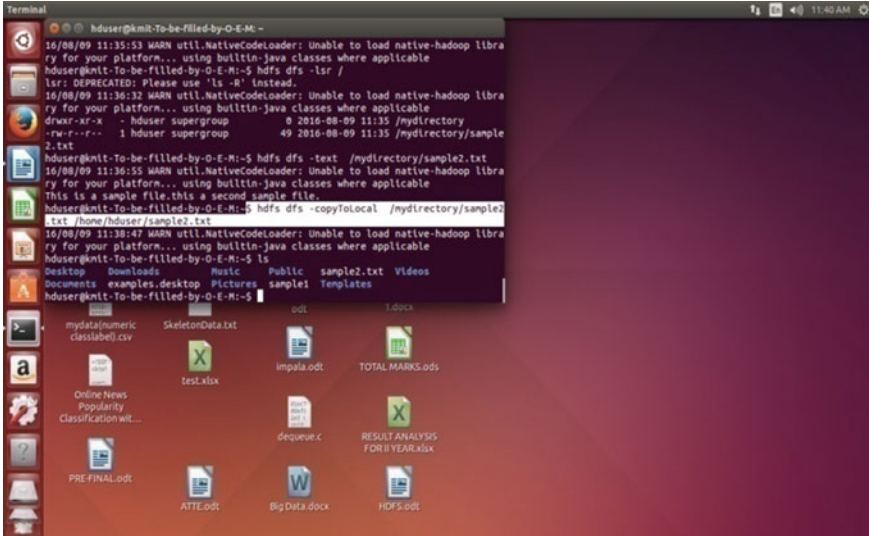 Terminal
En
11:40 AM
hduser@kmit-To-be-filled-by-O-E-M: ~
16/08/09 11:35:53 WARN util.NativeCodeLoader: Unable to load native-hadoop libra
ry for your platform... using builtin-java classes where applicable
hduser@kmit-To-be-filled-by-O-E-M:~$ hdfs dfs -lsr /
lsr: DEPRECATED: Please use 'ls -R' instead.
16/08/09 11:36:32 WARN util.NativeCodeLoader: Unable to load native-hadoop libra
ry for your platform... using builtin-java classes where applicable
drwxr-xr-x   - hduser supergroup          0 2016-08-09 11:35 /mydirectory
-rw-r--r--   1 hduser supergroup         49 2016-08-09 11:35 /mydirectory/sample
2.txt
hduser@kmit-To-be-filled-by-O-E-M:~$ hdfs dfs -text  /mydirectory/sample2.txt
16/08/09 11:36:55 WARN util.NativeCodeLoader: Unable to load native-hadoop libra
ry for your platform... using builtin-java classes where applicable
This is a sample file.this a second sample file.
hduser@kmit-To-be-filled-by-O-E-M:~$ hdfs dfs -copyToLocal  /mydirectory/sample2
.txt /home/hduser/sample2.txt
16/08/09 11:38:47 WARN util.NativeCodeLoader: Unable to load native-hadoop libra
ry for your platform... using builtin-java classes where applicable
hduser@kmit-To-be-filled-by-O-E-M:~$ ls
Desktop    Downloads         Music     Public   sample2.txt  Videos
Documents  examples.desktop  Pictures  sample1  Templates
hduser@kmit-To-be-filled-by-O-E-M:~$
odt
1.docx
mydata(numeric
classlabel).csv
SkeletonData.txt
test.xlsx
impala.odt
TOTAL MARKS.ods
Online News
Popularity
Classification wit...
dequeue.c
RESULT ANALYSIS
FOR II YEAR.xlsx
PRE-FINAL.odt
ATTE.odt
Big Data.docx
HDFS.odt